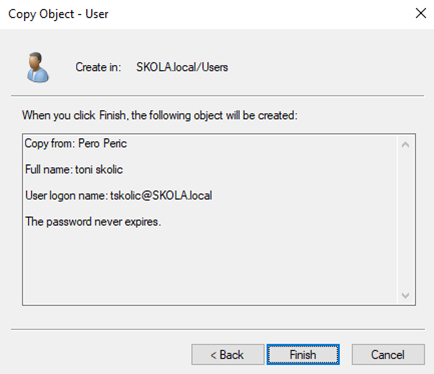 Copy Object - User
Create in: SKOLA.local/Users
When you click Finish, the following object will be created:
Copy from: Pero Peric
Full name: toni skolic
User logon name: tskolic@SKOLA.local
The password never expires.
< Back Finish Cancel